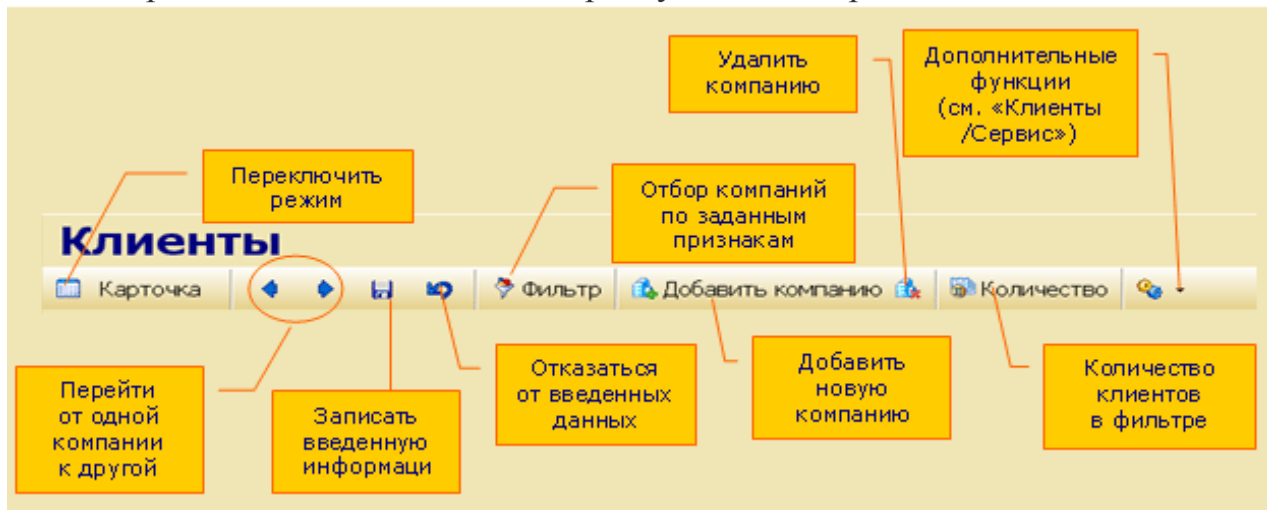 Удалить
компанию
Дополнительные
функции
(см. «Клиенты
/Сервис»)
Переключить
режим
Отбор компаний
по заданным
признакам
Клиенты
Карточка
Фильтр
Добавить компанию
Количество
Перейти
от одной
компании
к другой
Записать
введенную
информаци
Отказаться
от введенных
данных
Добавить
новую
компанию
Количество
клиентов
в фильтре